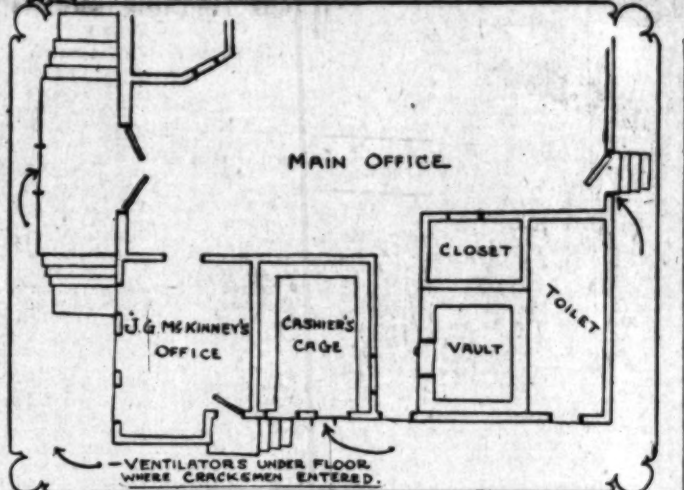 MAIN OFFICE
CLOSET
TOILET
J.G. McKINNEY'S
OFFICE
CASHIER'S
CAGE
VAULT
—VENTILATORS UNDER FLOOR
WHERE CRACKSMEN ENTERED.